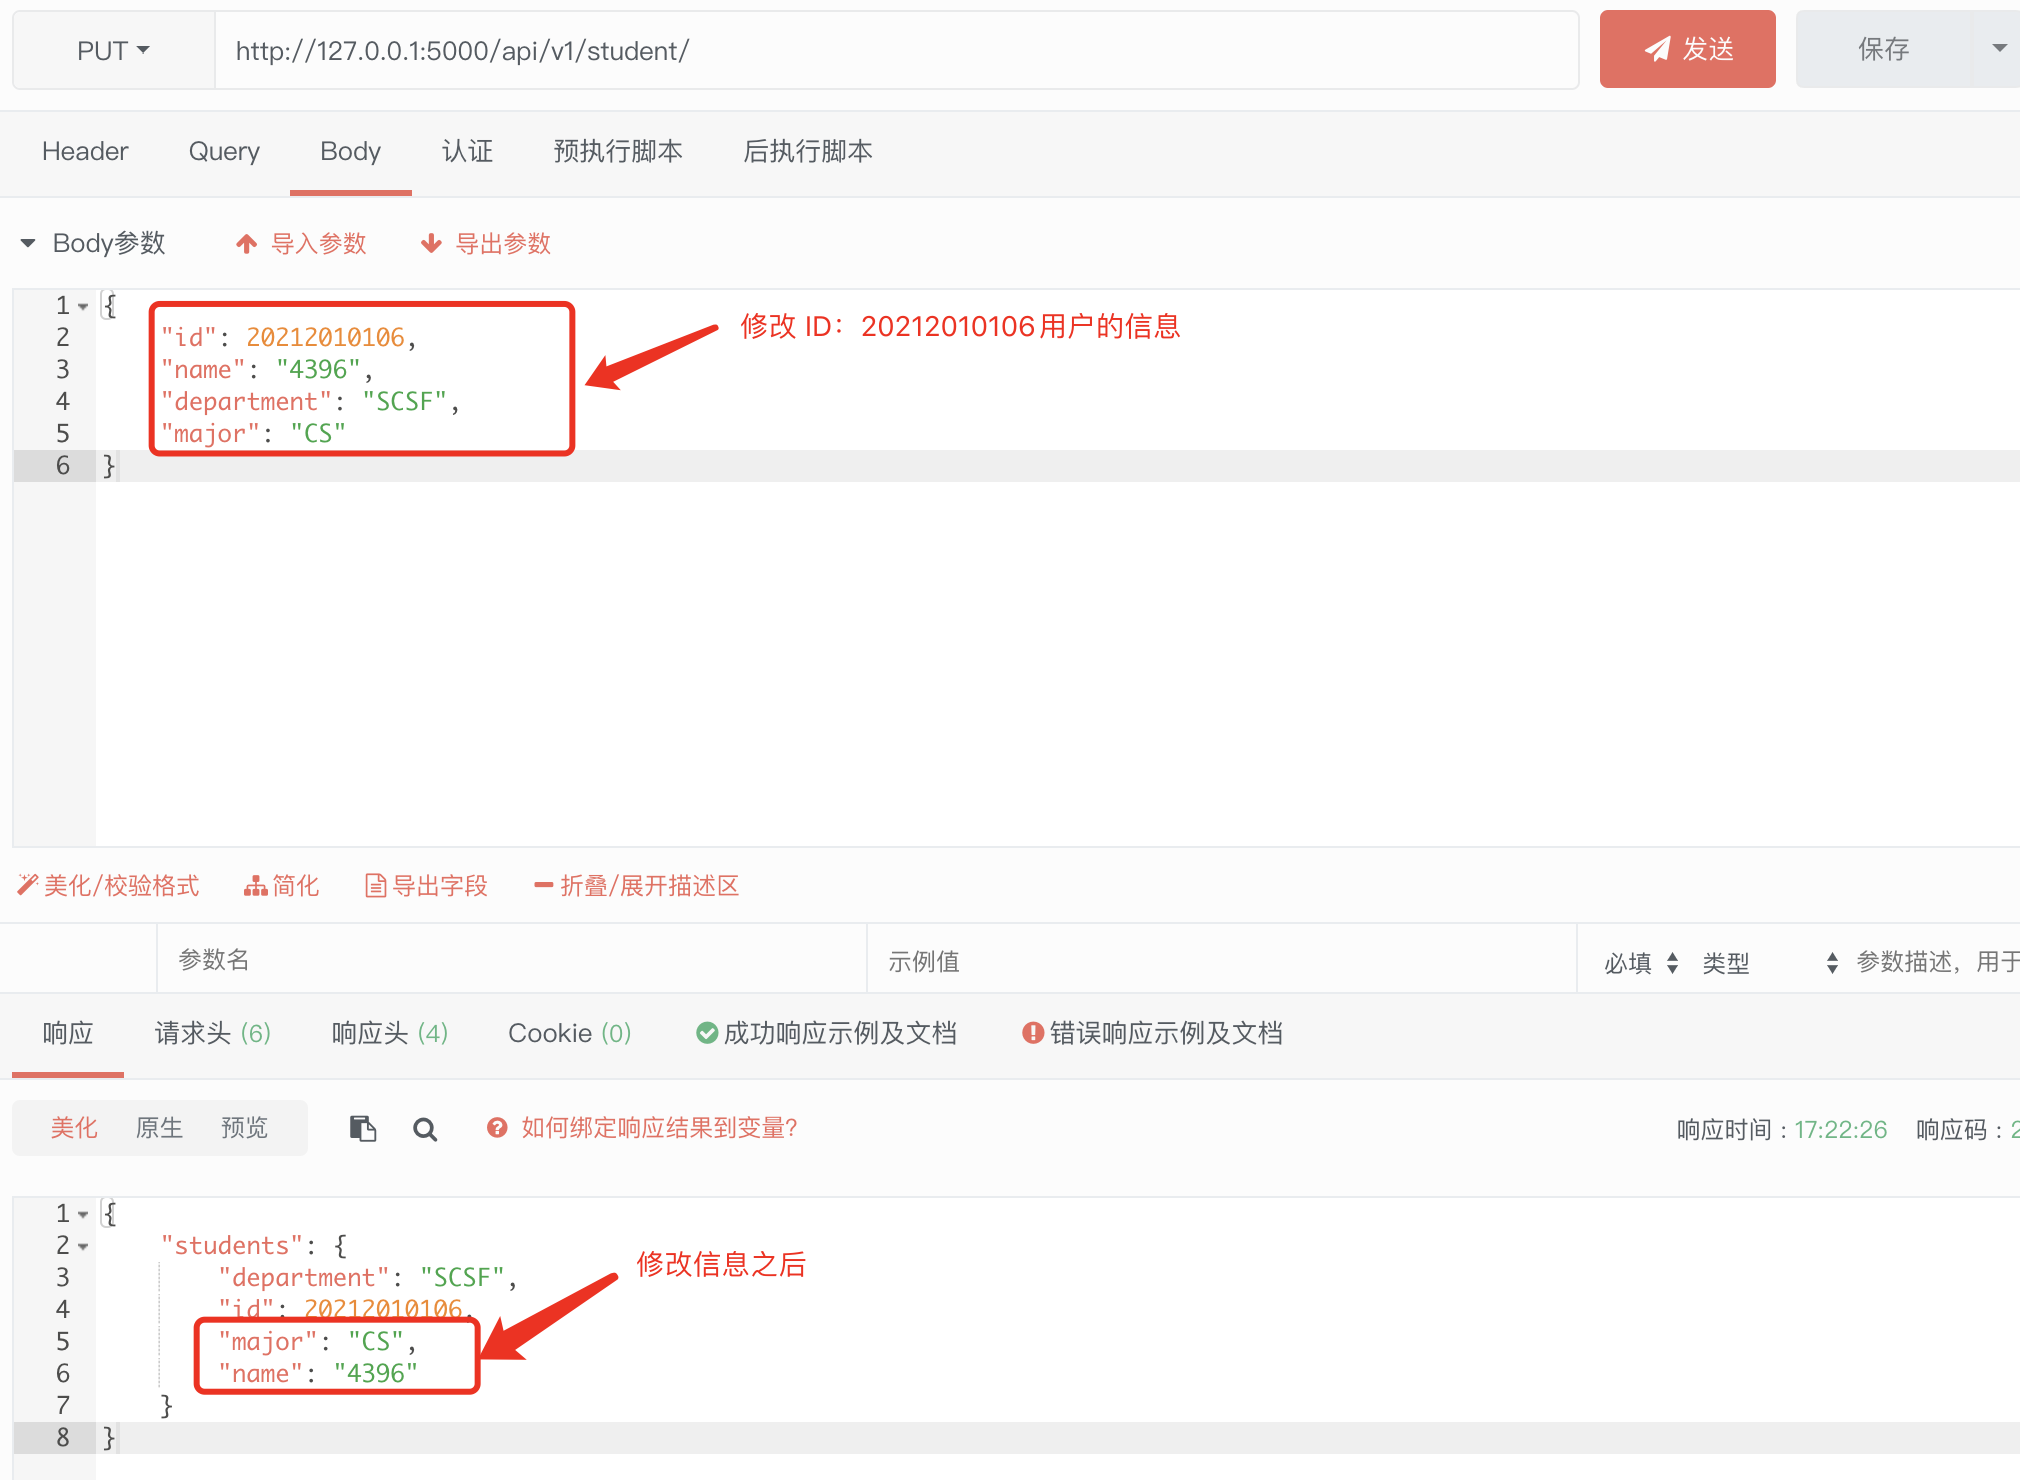 PUT http://127.0.0.1:5000/api/v1/student/ 发送 保存
Header Query Body 认证 预执行脚本 后执行脚本
Body参数 导入参数 导出参数
1 {
修改 ID：20212010106用户的信息
2 "id": 20212010106,
3 "name": "4396",
4 "department": "SCSF",
5 "major": "CS"
6 }
美化/校验格式 简化 导出字段 折叠/展开描述区
参数名 示例值 必填 类型 参数描述，用于
响应 请求头 (6) 响应头 (4) Cookie (0) 成功响应示例及文档 错误响应示例及文档
美化 原生 预览 如何绑定响应结果到变量? 响应时间 : 17:22:26 响应码 : 2
1 {
2 "students": {
修改信息之后
3 "department": "SCSF",
4 "id": 20212010106,
5 "major": "CS",
6 "name": "4396"
7 }
8 }